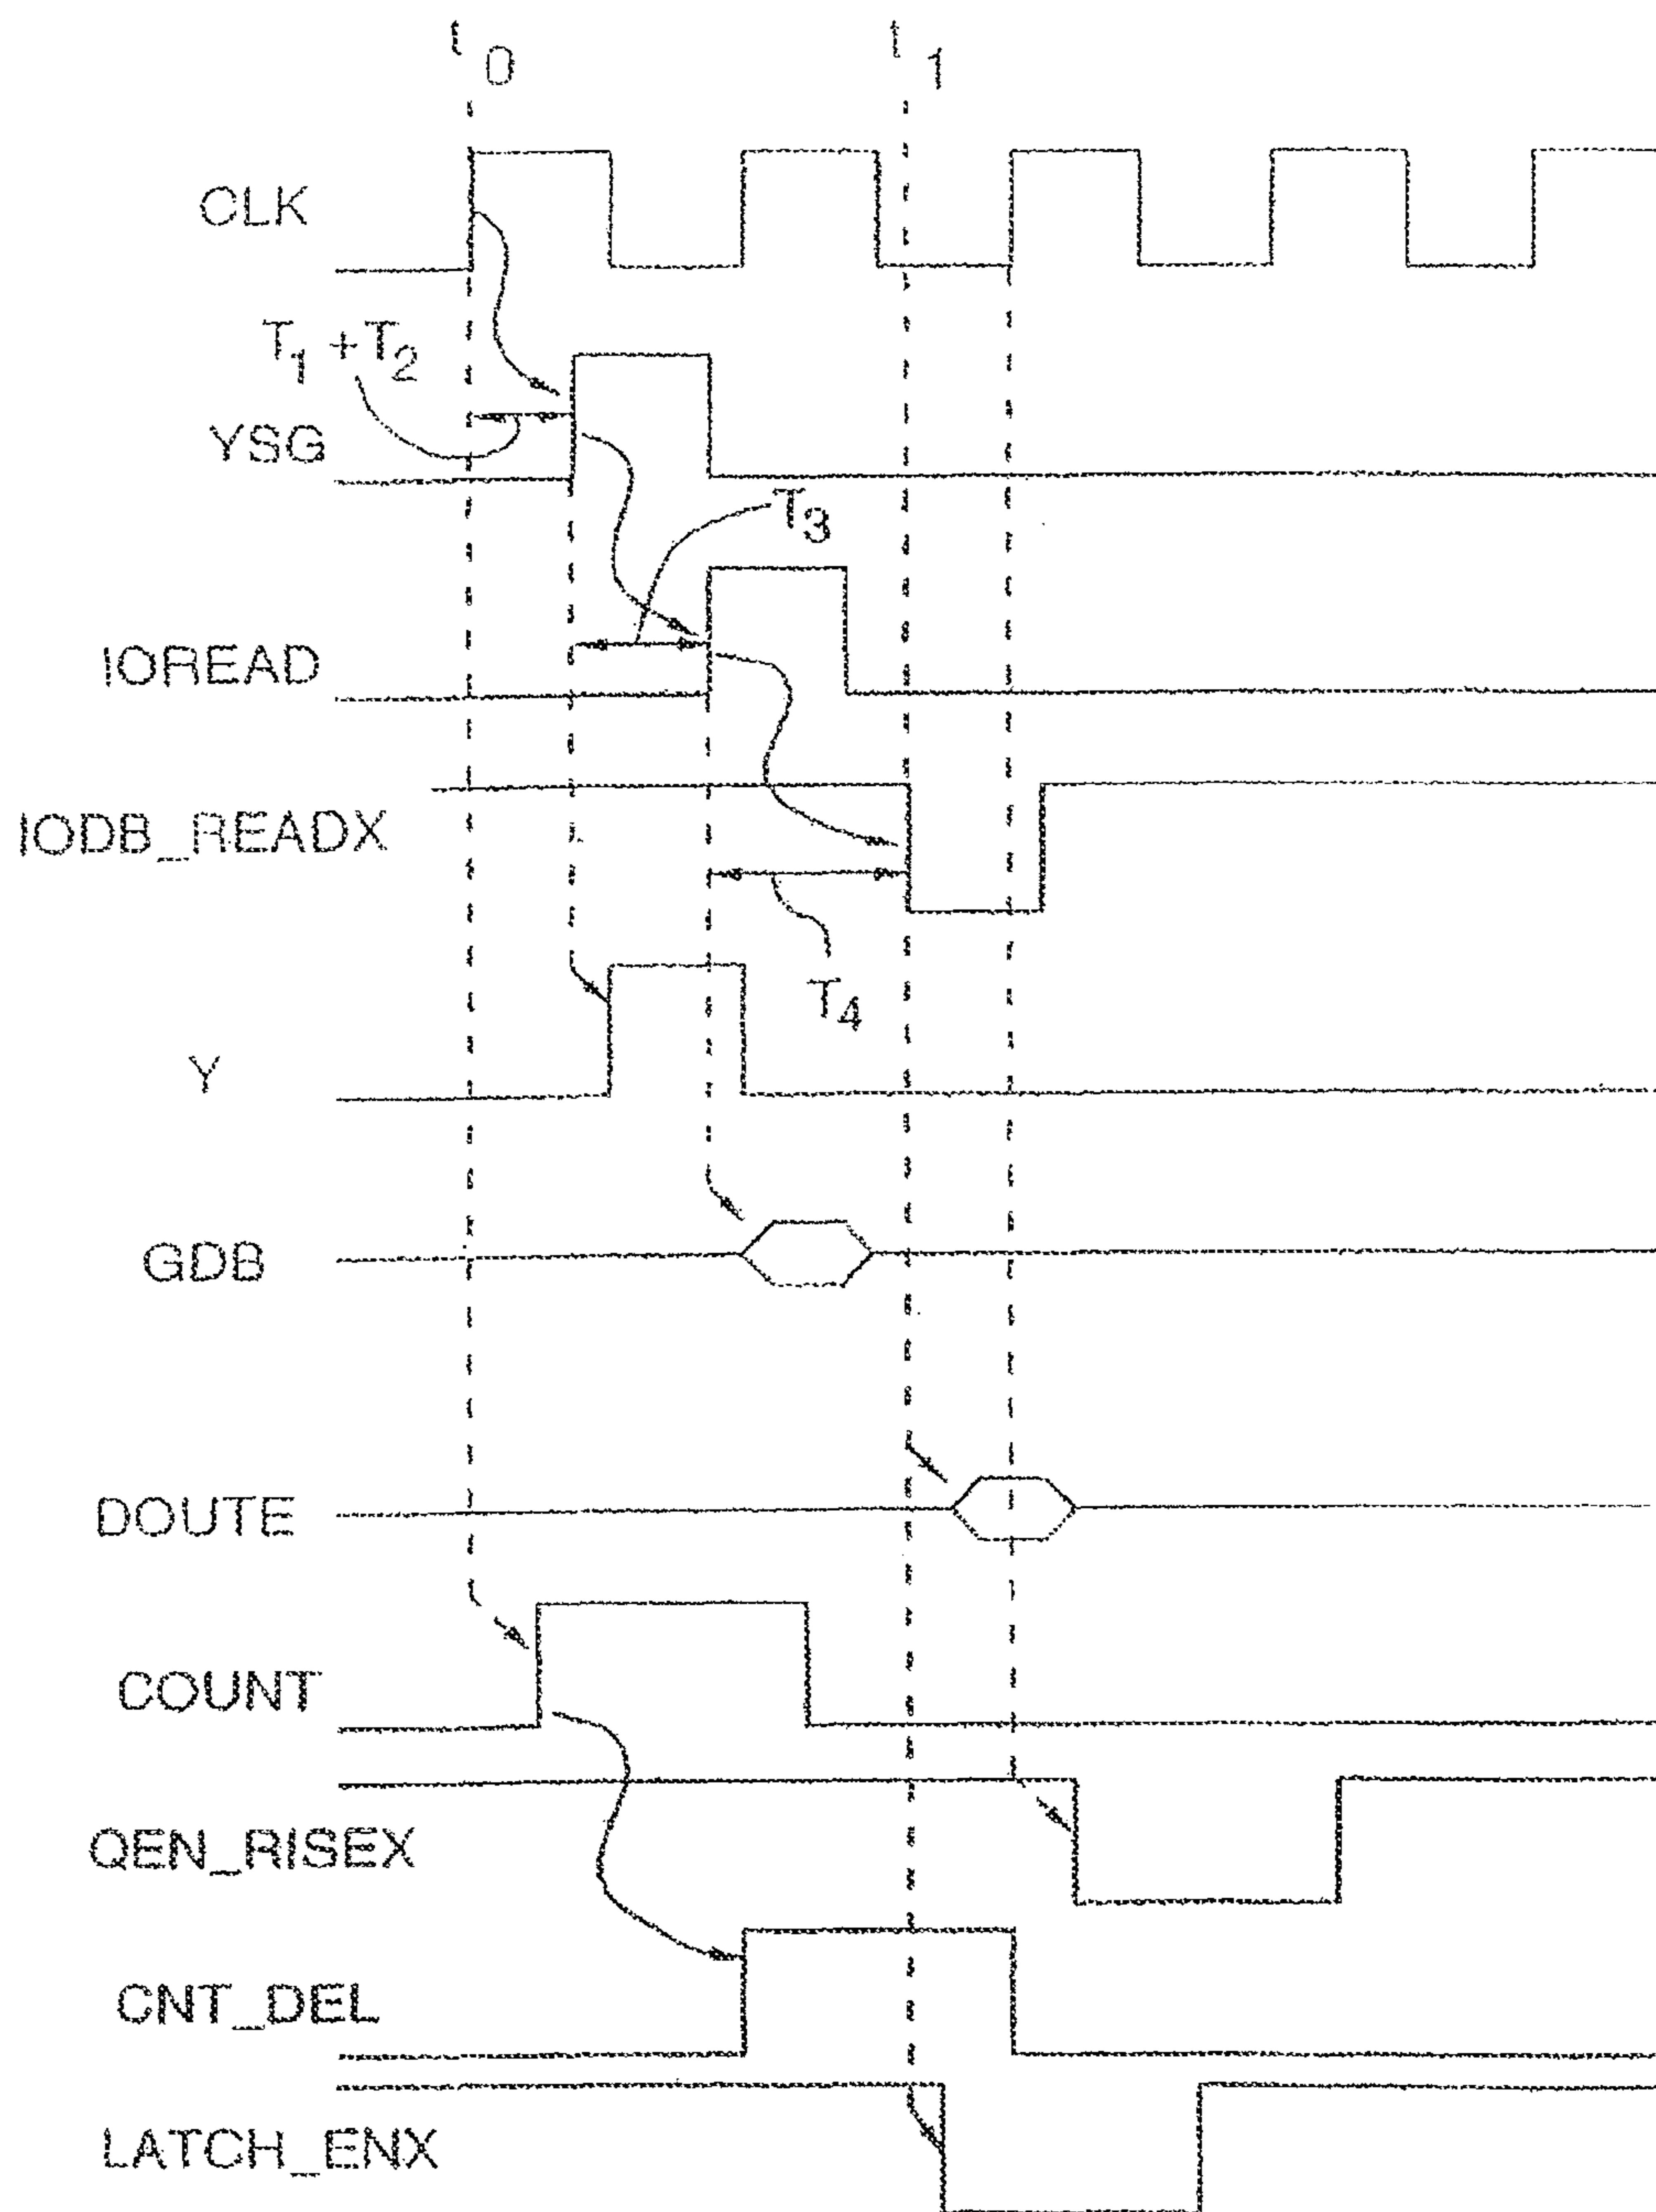 t0 t1
CLK
T1 + T2
YSG
T3
IOREAD
IODB_READX
T4
Y
GDB
DOUTE
COUNT
QEN_RISEX
CNT_DEL
LATCH_ENX